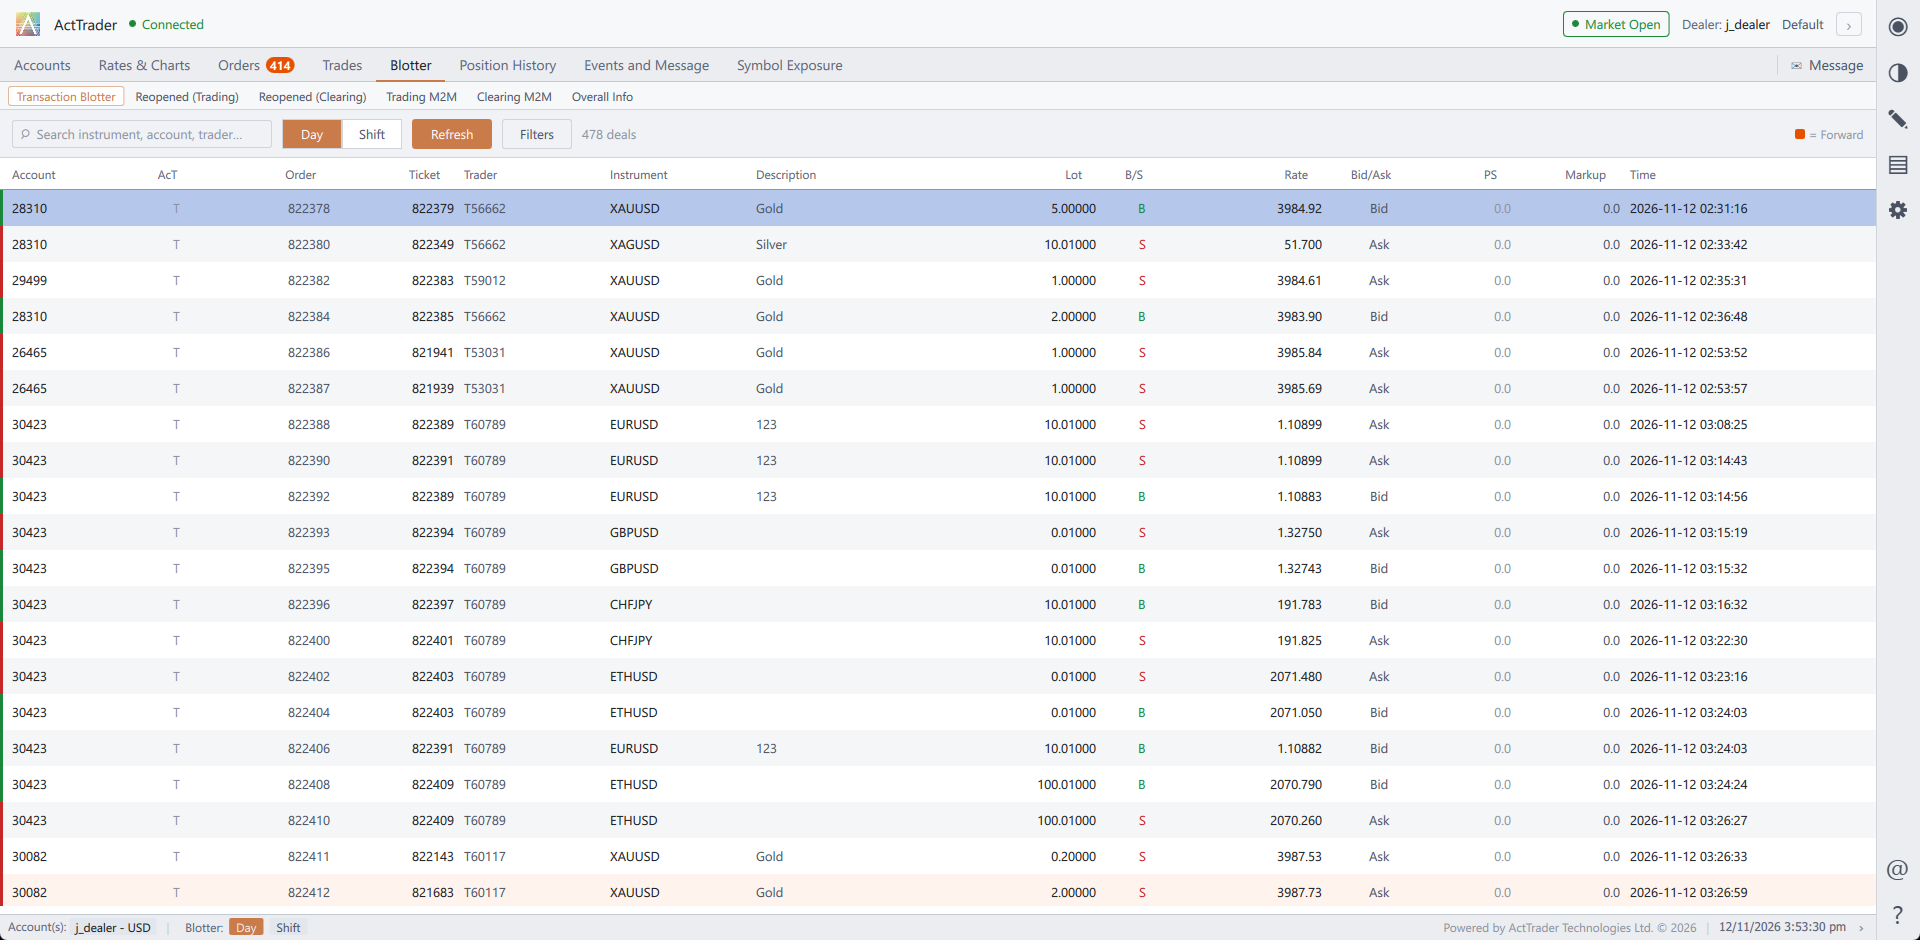 ActTrader Connected Market Open Dealer: j_dealer Default
Accounts Rates & Charts Orders 414 Trades Blotter Position History Events and Message Symbol Exposure Message
Transaction Blotter Reopened (Trading) Reopened (Clearing) Trading M2M Clearing M2M Overall Info
Search instrument, account, trader... Day Shift Refresh Filters 478 deals = Forward
Account AcT Order Ticket Trader Instrument Description Lot B/S Rate Bid/Ask PS Markup Time
28310 T 822378 822379 T56662 XAUUSD Gold 5.00000 B 3984.92 Bid 0.0 0.0 2026-11-12 02:31:16
28310 T 822380 822349 T56662 XAGUSD Silver 10.01000 S 51.700 Ask 0.0 0.0 2026-11-12 02:33:42
29499 T 822382 822383 T59012 XAUUSD Gold 1.00000 S 3984.61 Ask 0.0 0.0 2026-11-12 02:35:31
28310 T 822384 822385 T56662 XAUUSD Gold 2.00000 B 3983.90 Bid 0.0 0.0 2026-11-12 02:36:48
26465 T 822386 821941 T53031 XAUUSD Gold 1.00000 S 3985.84 Ask 0.0 0.0 2026-11-12 02:53:52
26465 T 822387 821939 T53031 XAUUSD Gold 1.00000 S 3985.69 Ask 0.0 0.0 2026-11-12 02:53:57
30423 T 822388 822389 T60789 EURUSD 123 10.01000 S 1.10899 Ask 0.0 0.0 2026-11-12 03:08:25
30423 T 822390 822391 T60789 EURUSD 123 10.01000 S 1.10899 Ask 0.0 0.0 2026-11-12 03:14:43
30423 T 822392 822389 T60789 EURUSD 123 10.01000 B 1.10883 Bid 0.0 0.0 2026-11-12 03:14:56
30423 T 822393 822394 T60789 GBPUSD 0.01000 S 1.32750 Ask 0.0 0.0 2026-11-12 03:15:19
30423 T 822395 822394 T60789 GBPUSD 0.01000 B 1.32743 Bid 0.0 0.0 2026-11-12 03:15:32
30423 T 822396 822397 T60789 CHFJPY 10.01000 B 191.783 Bid 0.0 0.0 2026-11-12 03:16:32
30423 T 822400 822401 T60789 CHFJPY 10.01000 S 191.825 Ask 0.0 0.0 2026-11-12 03:22:30
30423 T 822402 822403 T60789 ETHUSD 0.01000 S 2071.480 Ask 0.0 0.0 2026-11-12 03:23:16
30423 T 822404 822403 T60789 ETHUSD 0.01000 B 2071.050 Bid 0.0 0.0 2026-11-12 03:24:03
30423 T 822406 822391 T60789 EURUSD 123 10.01000 B 1.10882 Bid 0.0 0.0 2026-11-12 03:24:03
30423 T 822408 822409 T60789 ETHUSD 100.01000 B 2070.790 Bid 0.0 0.0 2026-11-12 03:24:24
30423 T 822410 822409 T60789 ETHUSD 100.01000 S 2070.260 Ask 0.0 0.0 2026-11-12 03:26:27
30082 T 822411 822143 T60117 XAUUSD Gold 0.20000 S 3987.53 Ask 0.0 0.0 2026-11-12 03:26:33
30082 T 822412 821683 T60117 XAUUSD Gold 2.00000 S 3987.73 Ask 0.0 0.0 2026-11-12 03:26:59
Account(s): j_dealer - USD | Blotter: Day Shift Powered by ActTrader Technologies Ltd. © 2026 | 12/11/2026 3:53:30 pm